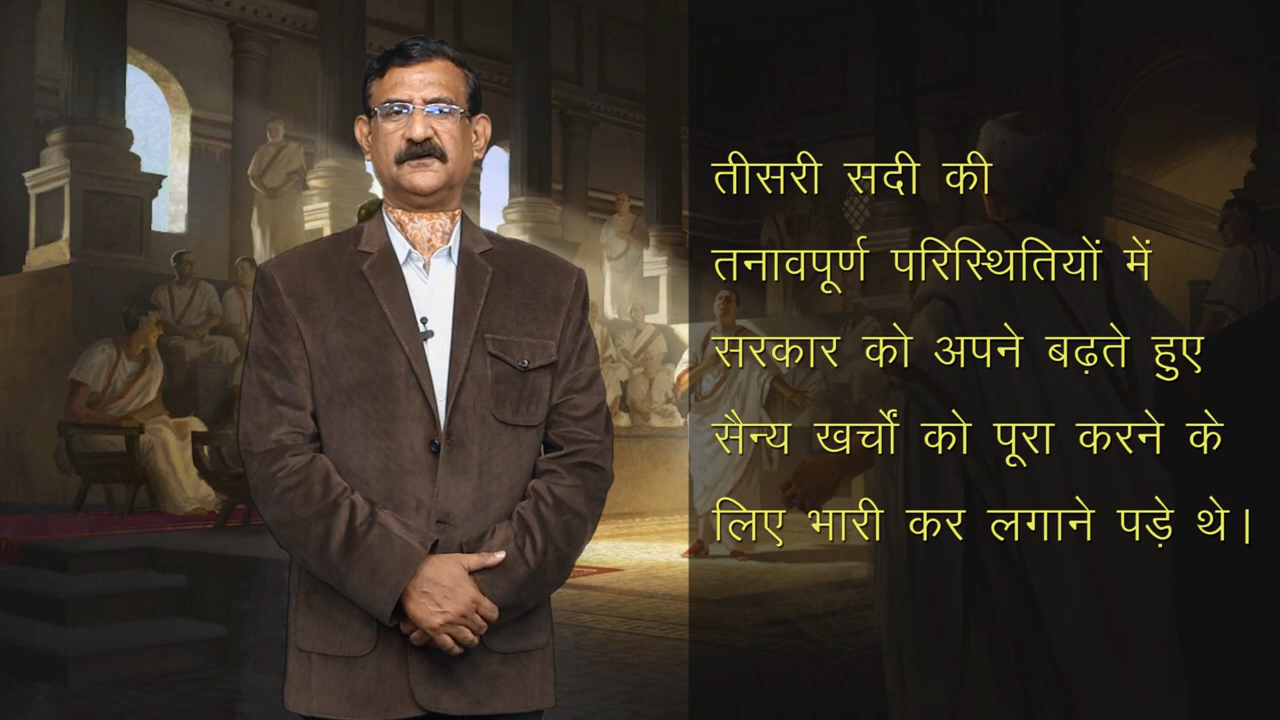 तीसरी सदी की
तनावपूर्ण परिस्थितियों में
सरकार को अपने बढ़ते हुए
सैन्य खर्चों को पूरा करने के
लिए भारी कर लगाने पड़े थे।